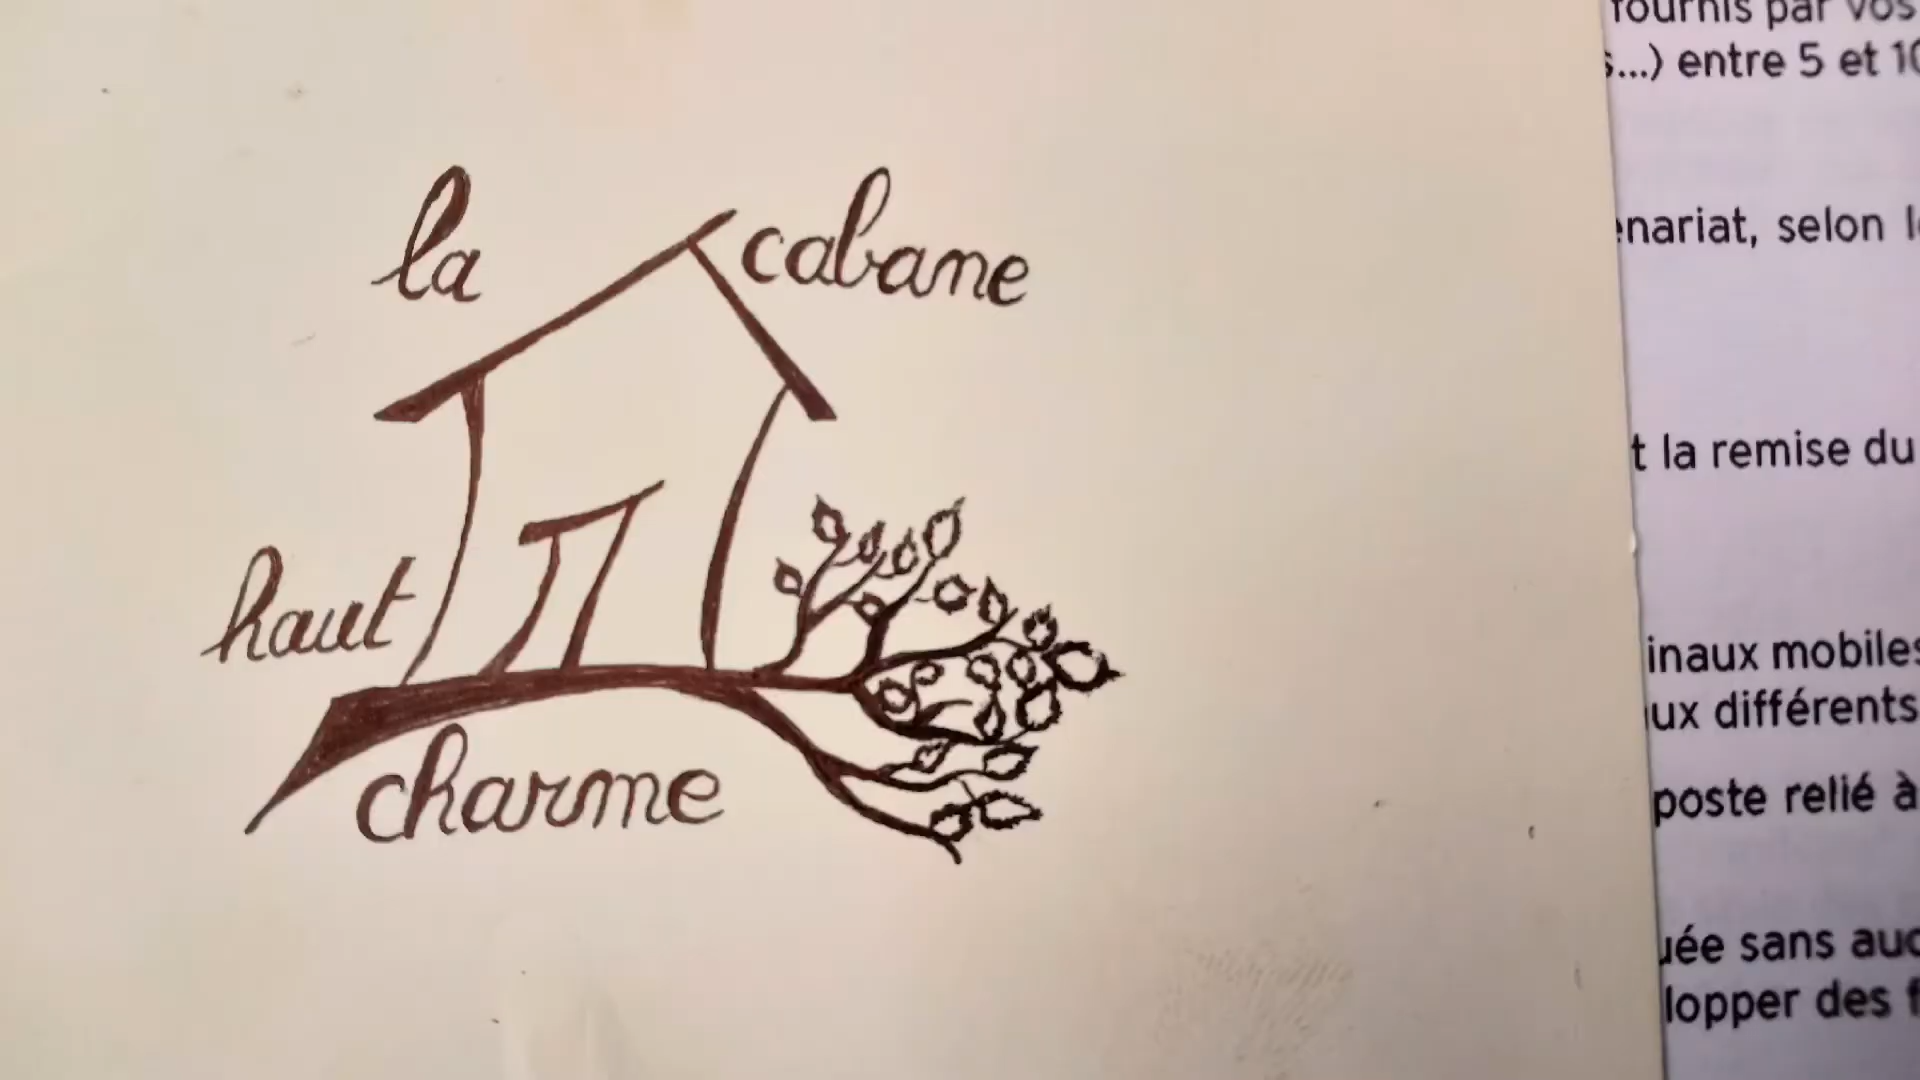 la cabane
haut
charme
fournis par vos
...) entre 5 et 10
enariat, selon
t la remise du
inaux mobiles
ux différents
poste relié à
uée sans auc
lopper des f